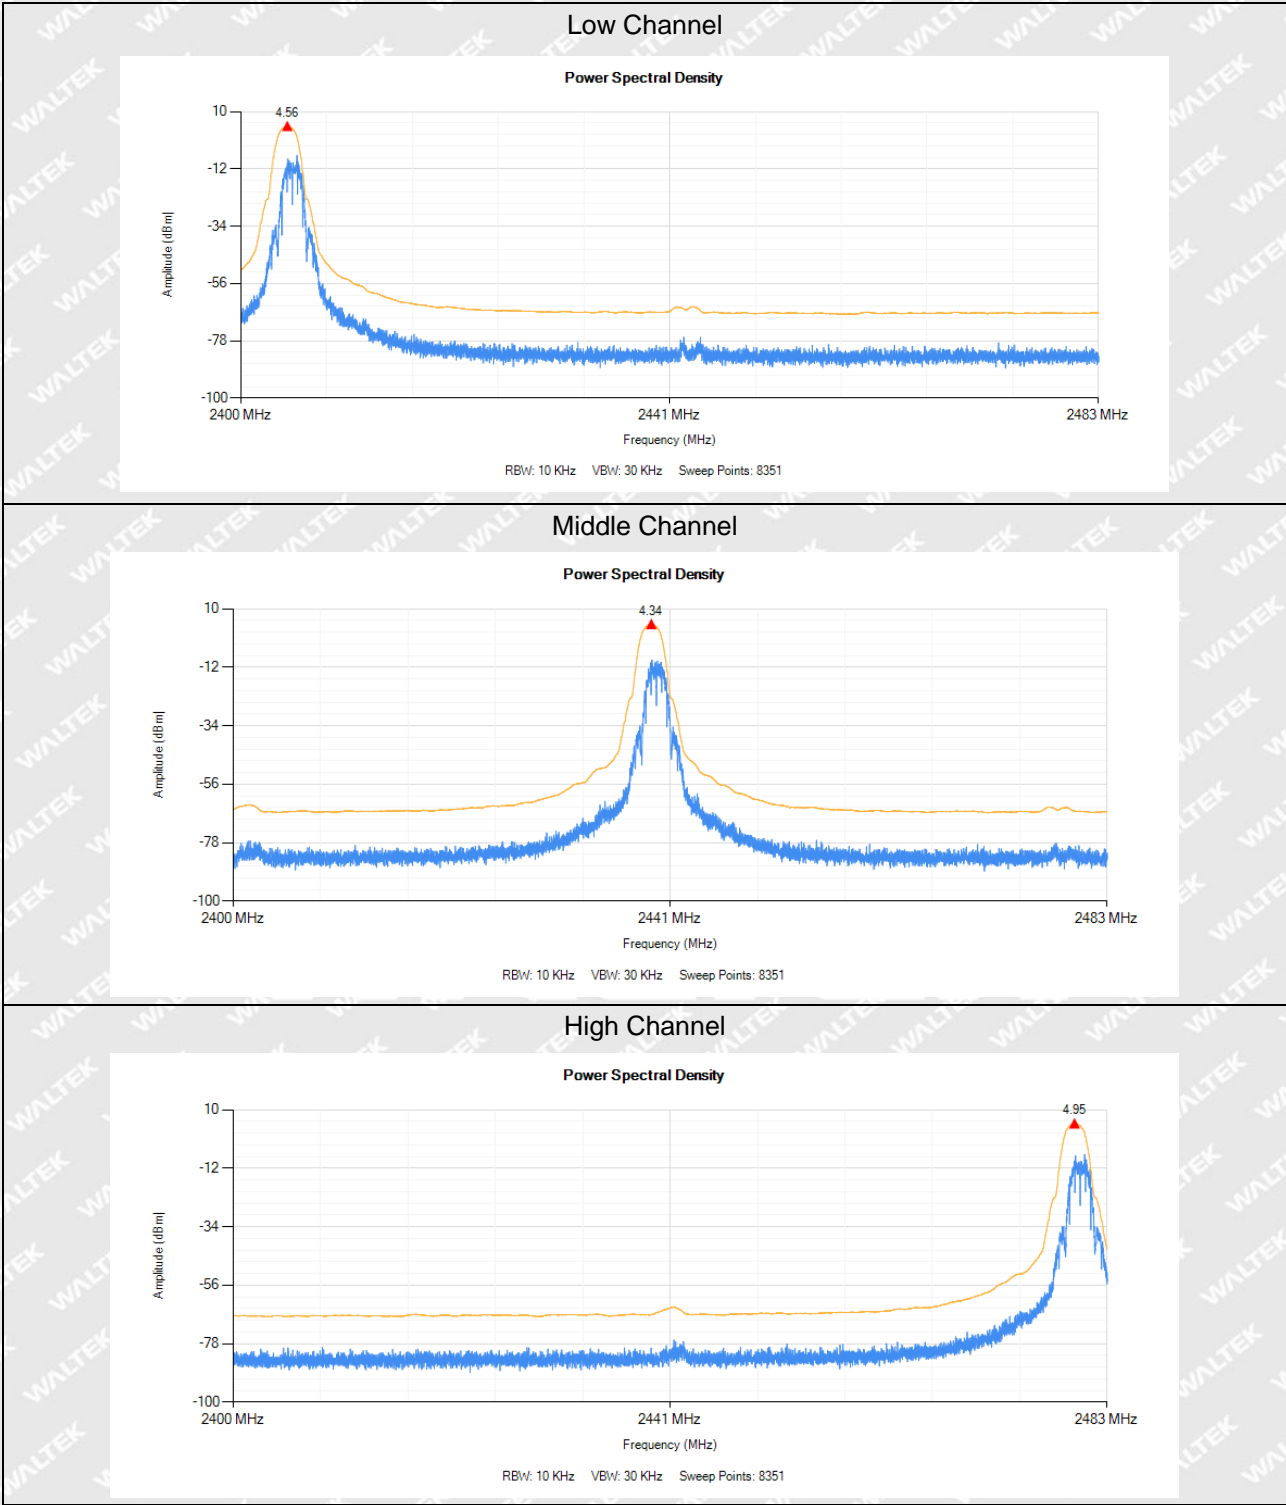 Low Channel
Power Spectral Density
4.56
10
-12
-34
-56
-78
-100
Amplitude (dBm|
2400 MHz 2441 MHz 2483 MHz
Frequency (MHz)
RBW: 10 KHz VBW: 30 KHz Sweep Points: 8351
Middle Channel
Power Spectral Density
4.34
10
-12
-34
-56
-78
-100
Amplitude (dBm|
2400 MHz 2441 MHz 2483 MHz
Frequency (MHz)
RBW: 10 KHz VBW: 30 KHz Sweep Points: 8351
High Channel
Power Spectral Density
4.95
10
-12
-34
-56
-78
-100
Amplitude (dBm|
2400 MHz 2441 MHz 2483 MHz
Frequency (MHz)
RBW: 10 KHz VBW: 30 KHz Sweep Points: 8351
WALTEK